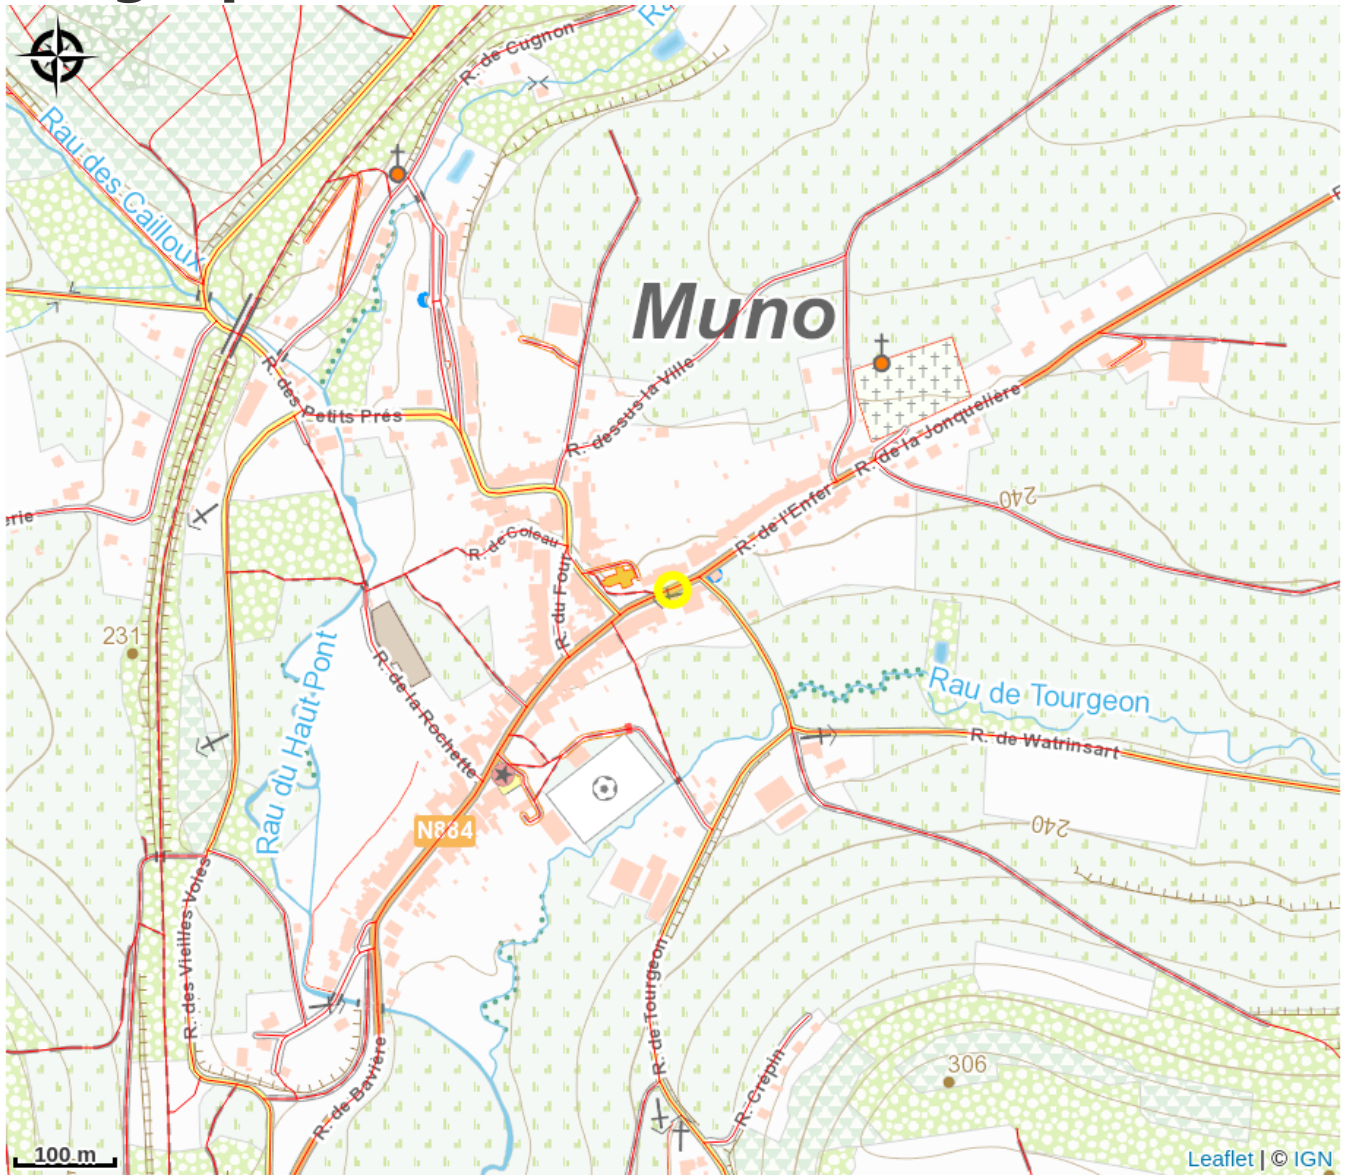 R. de Cugnon
Rau des Cailloux
Muno
R. des
Petits Prés
R. dessus la Ville
R. de la Jonquelière
R. de l'Enfer
240
erie
R. de Coleau
R. du Four
231
R. de la Rochette
Rau du Haut-Pont
Rau de Tourgeon
R. de Watrinsart
N884
240
R. des Vieilles Voies
R. de Tourgeon
R. de Bavière
R. Crépin
306
100 m
Leaflet | © IGN